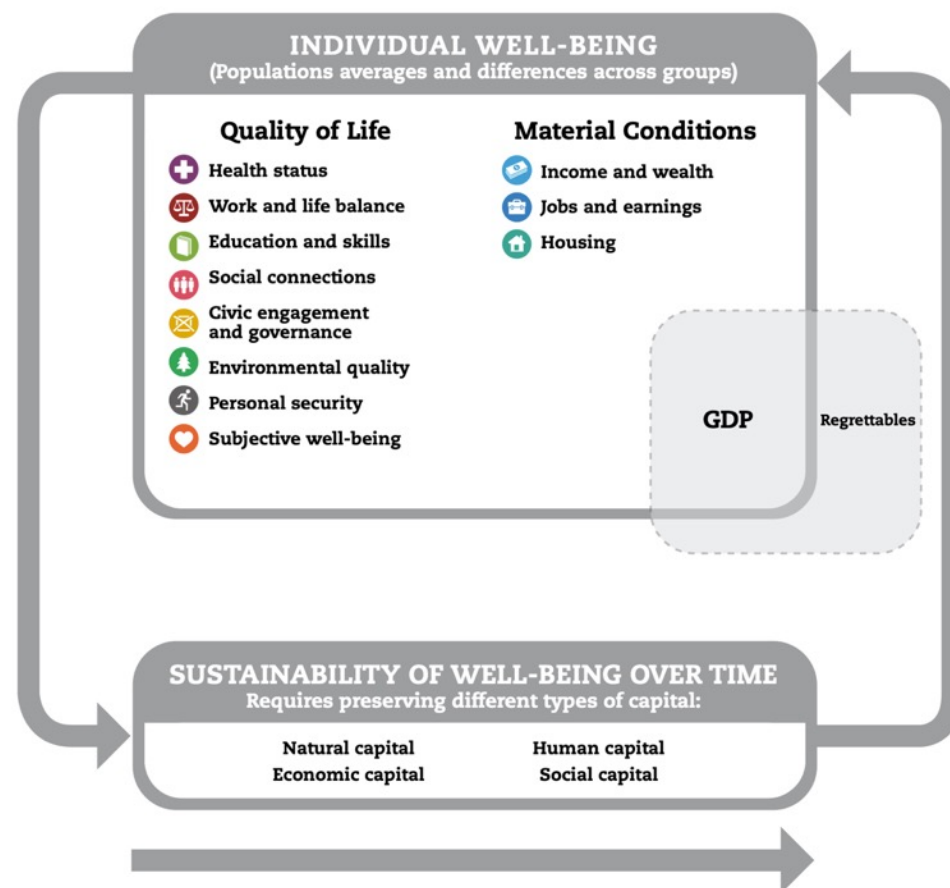 INDIVIDUAL WELL-BEING
(Populations averages and differences across groups)
Quality of Life
Health status
Work and life balance
Education and skills
Social connections
Civic engagement
and governance
Environmental quality
Personal security
Subjective well-being
Material Conditions
Income and wealth
Jobs and earnings
Housing
GDP
Regrettables
SUSTAINABILITY OF WELL-BEING OVER TIME
Requires preserving different types of capital:
Natural capital
Economic capital
Human capital
Social capital